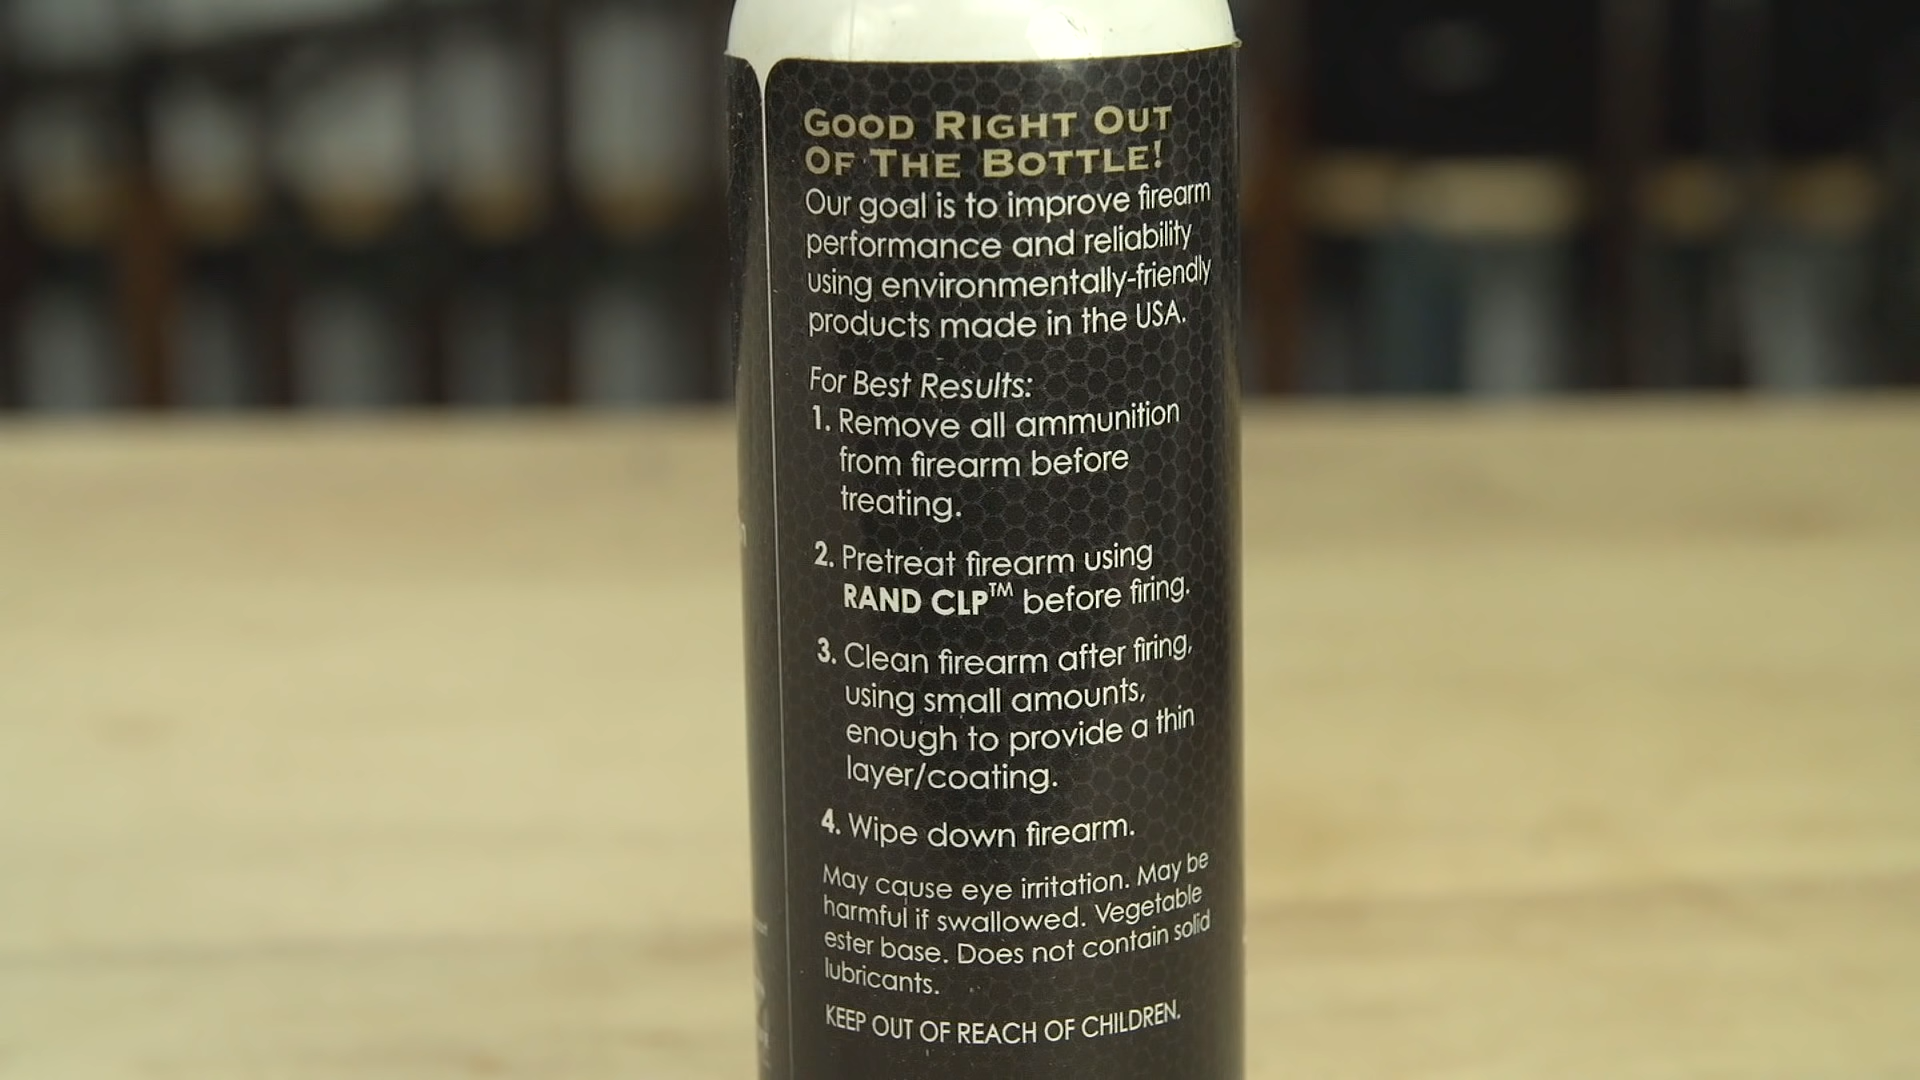 GOOD RIGHT OUT
OF THE BOTTLE!
Our goal is to improve firearm
performance and reliability
using environmentally-friendly
products made in the USA.
For Best Results:
1. Remove all ammunition
from firearm before
treating.
2. Pretreat firearm using
RAND CLP™ before firing.
3. Clean firearm after firing,
using small amounts,
enough to provide a thin
layer/coating.
4. Wipe down firearm.
May cause eye irritation. May be
harmful if swallowed. Vegetable
ester base. Does not contain solid
lubricants.
KEEP OUT OF REACH OF CHILDREN.